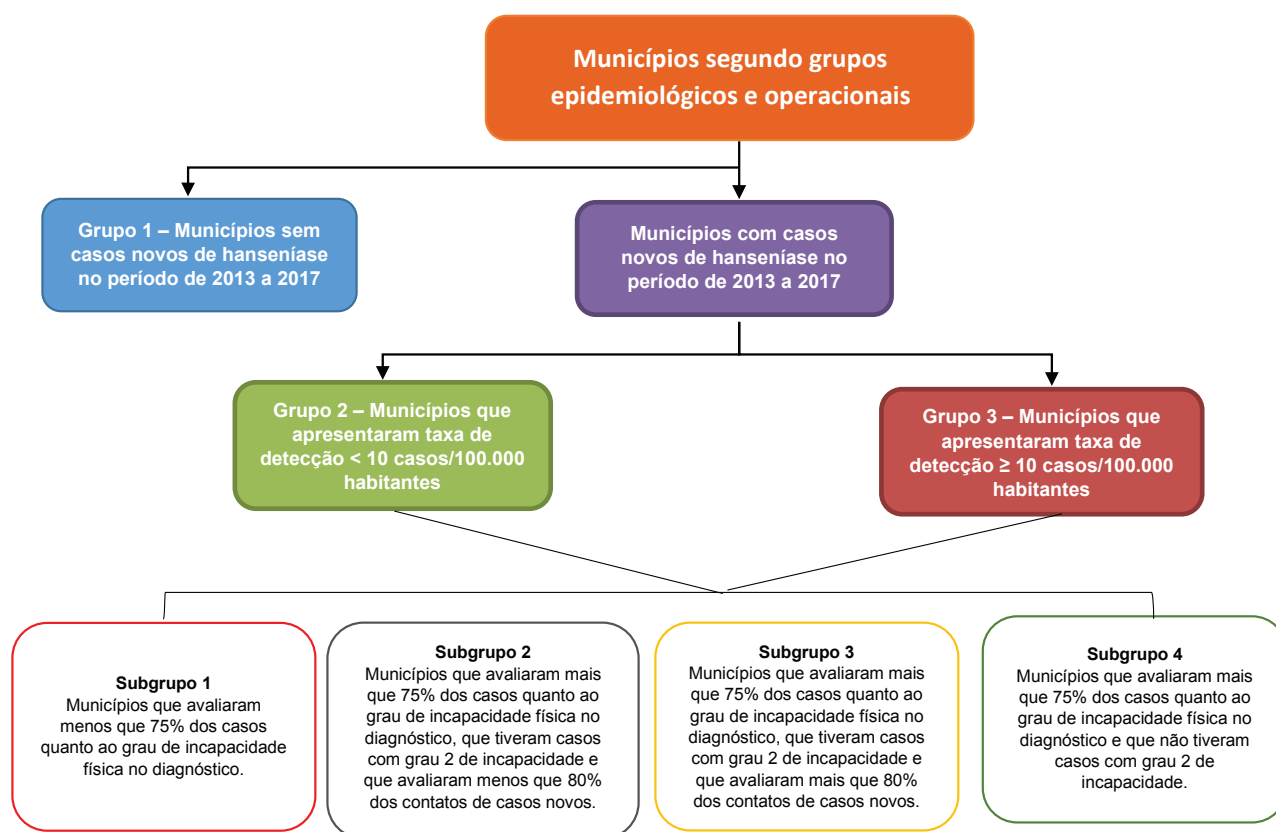 Municípios segundo grupos
epidemiológicos e operacionais
Grupo 1 – Municípios sem
casos novos de hanseníase
no período de 2013 a 2017
Municípios com casos
novos de hanseníase no
período de 2013 a 2017
Grupo 2 – Municípios que
apresentaram taxa de
detecção < 10 casos/100.000
habitantes
Grupo 3 – Municípios que
apresentaram taxa de
detecção ≥ 10 casos/100.000
habitantes
Subgrupo 1
Municípios que avaliaram
menos que 75% dos casos
quanto ao grau de incapacidade
física no diagnóstico.
Subgrupo 2
Municípios que avaliaram mais
que 75% dos casos quanto ao
grau de incapacidade física no
diagnóstico, que tiveram casos
com grau 2 de incapacidade e
que avaliaram menos que 80%
dos contatos de casos novos.
Subgrupo 3
Municípios que avaliaram mais
que 75% dos casos quanto ao
grau de incapacidade física no
diagnóstico, que tiveram casos
com grau 2 de incapacidade e
que avaliaram mais que 80%
dos contatos de casos novos.
Subgrupo 4
Municípios que avaliaram mais
que 75% dos casos quanto ao
grau de incapacidade física no
diagnóstico e que não tiveram
casos com grau 2 de
incapacidade.